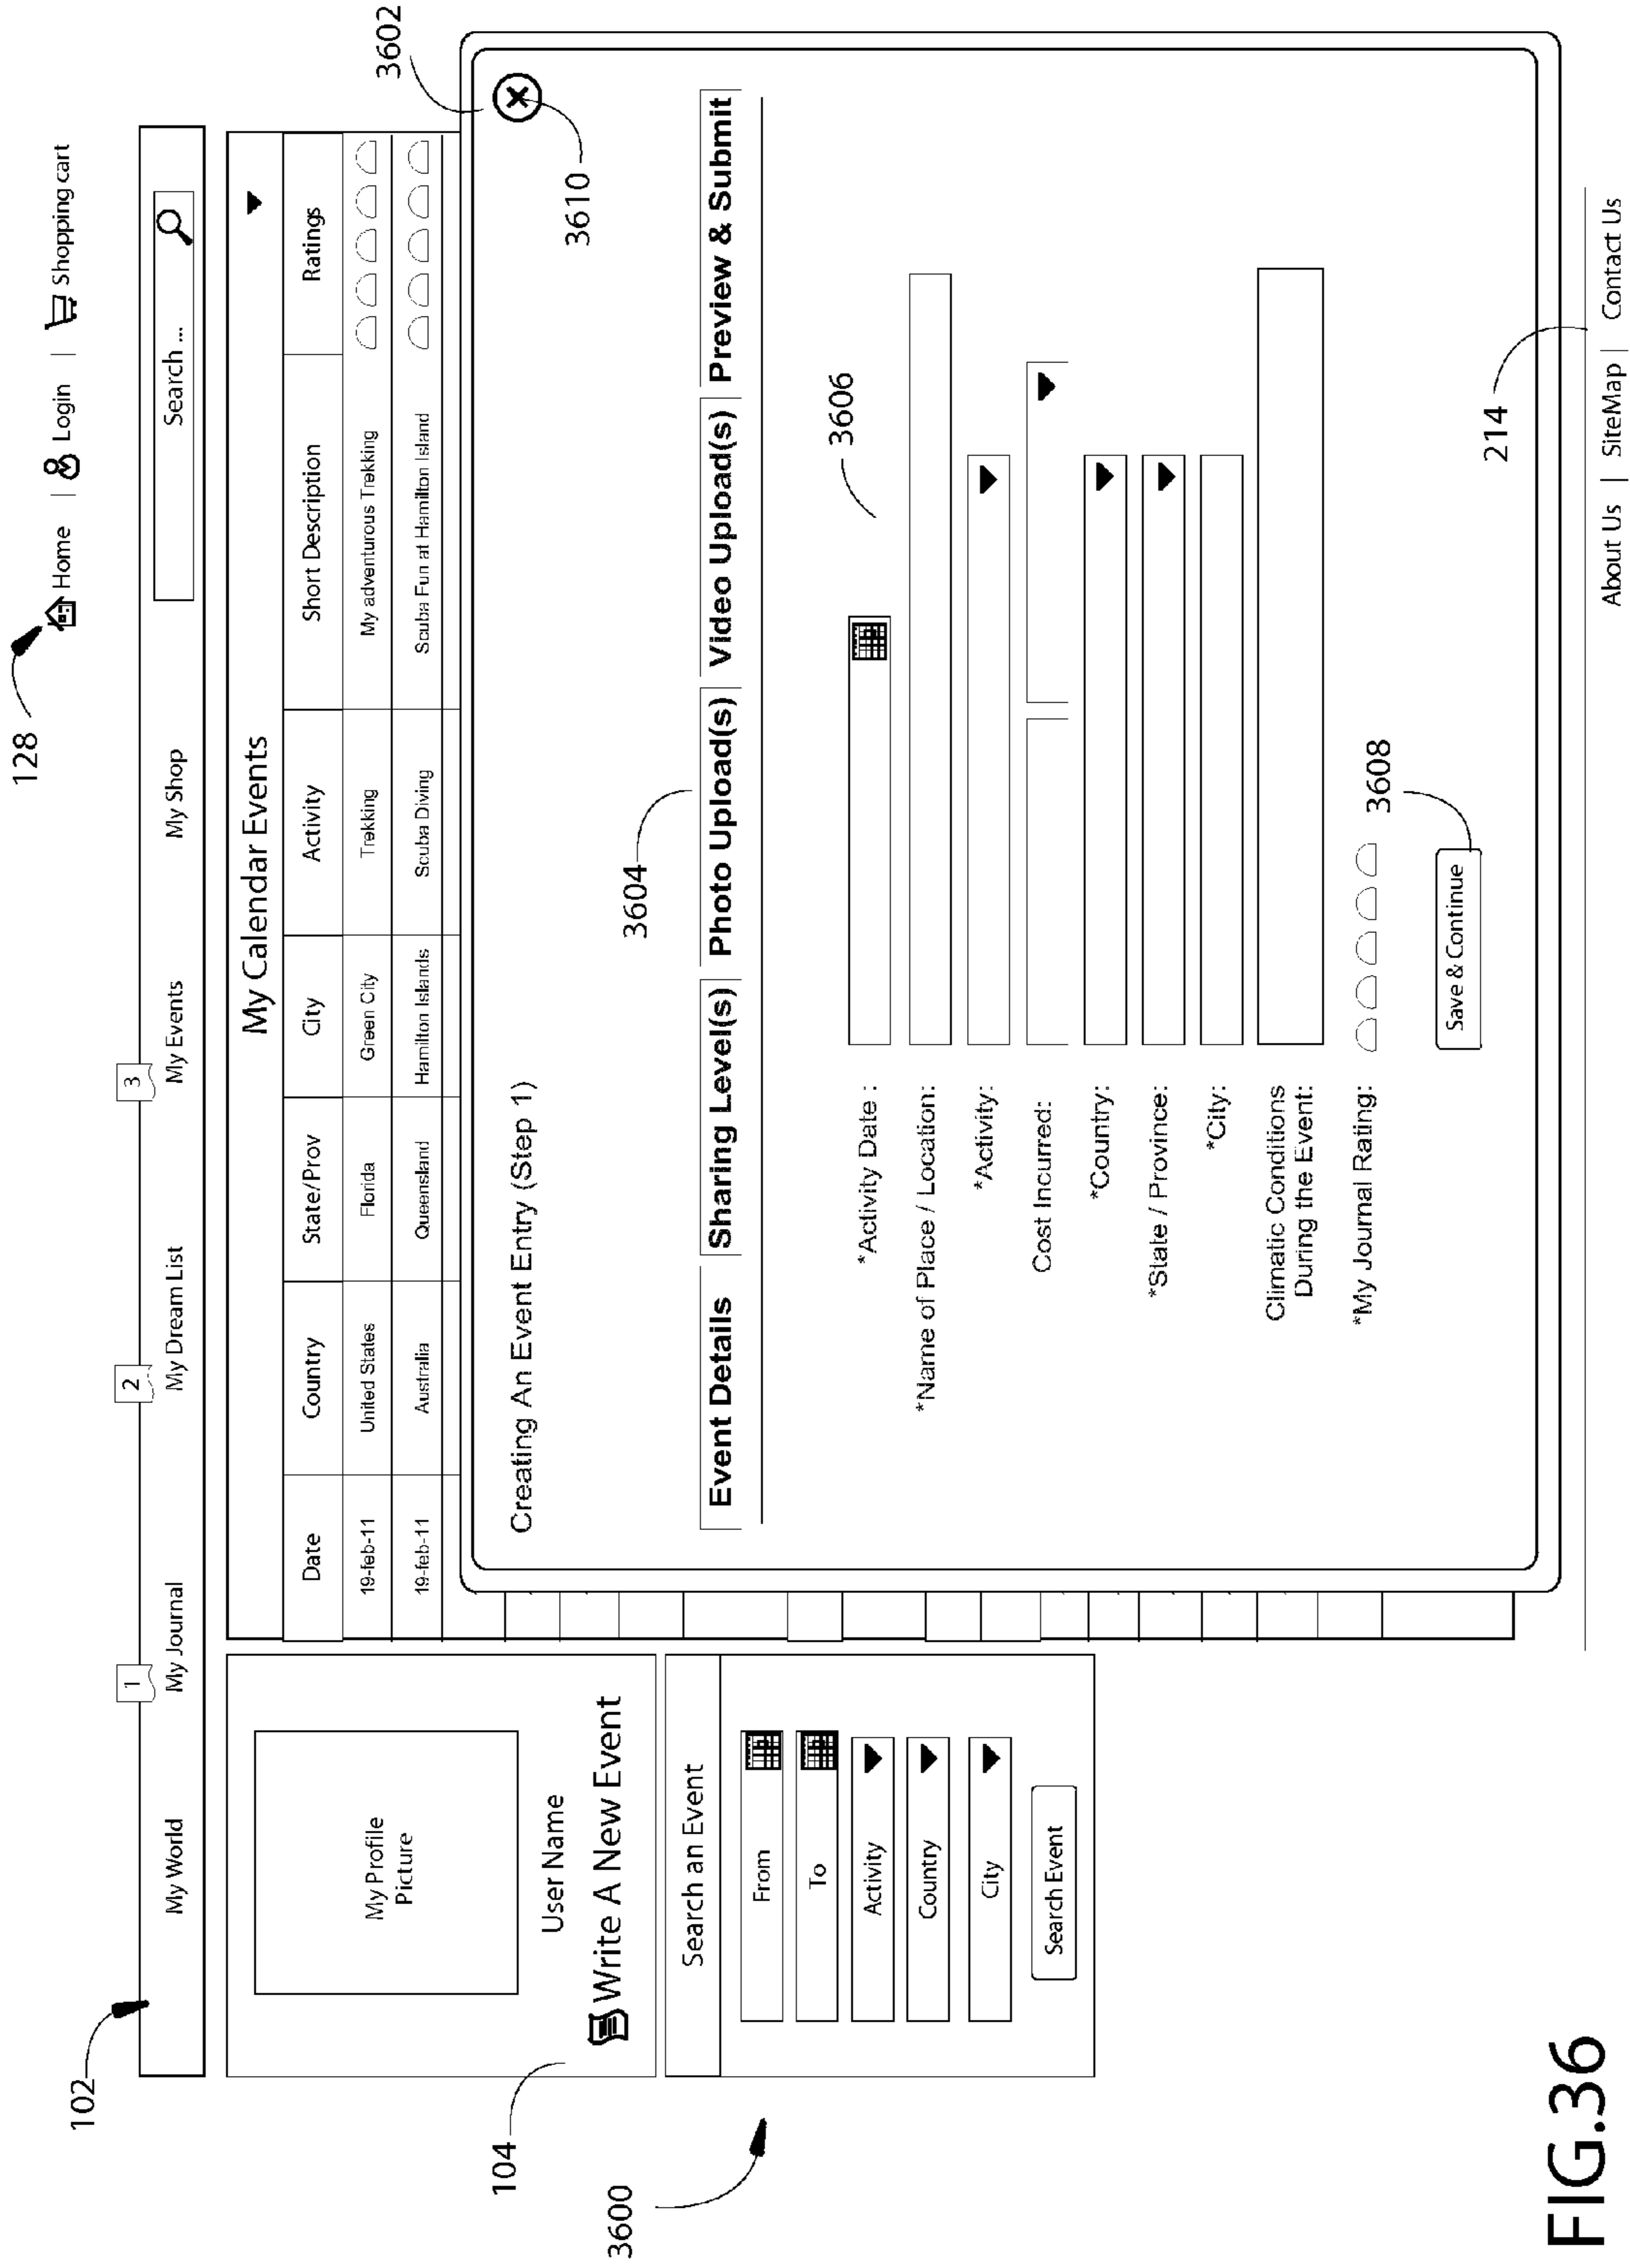 128
Home | Login | Shopping cart
102
1 2 3
My World My Journal My Dream List My Events My Shop Search ...
My Profile
Picture
User Name
Write A New Event
104
3600
Search an Event
From
To
Activity
Country
City
Search Event
My Calendar Events
Date Country State/Prov City Activity Short Description Ratings
19-feb-11 United States Florida Green City Trekking My adventurous Trekking
19-feb-11 Australia Queensland Hamilton Islands Scuba Diving Scuba Fun at Hamilton Island
3602
Creating An Event Entry (Step 1)
3610
3604
Event Details Sharing Level(s) Photo Upload(s) Video Upload(s) Preview & Submit
3606
*Activity Date :
*Name of Place / Location:
*Activity:
Cost Incurred:
*Country:
*State / Province:
*City:
Climatic Conditions
During the Event:
*My Journal Rating:
3608
Save & Continue
214
About Us | SiteMap | Contact Us
FIG.36